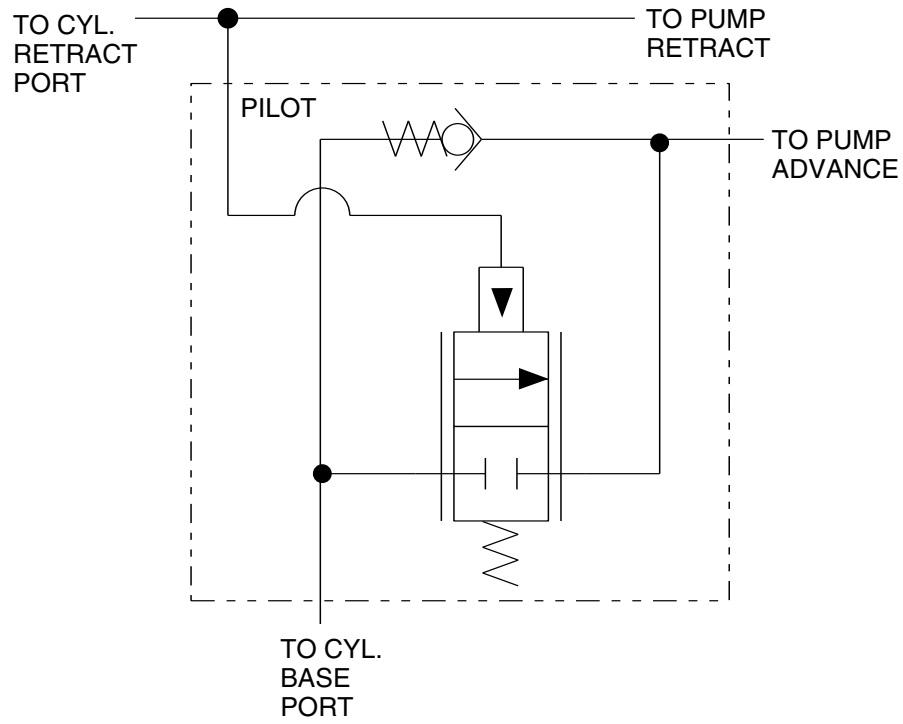 TO CYL.
RETRACT
PORT
TO PUMP
RETRACT
PILOT
TO PUMP
ADVANCE
TO CYL.
BASE
PORT